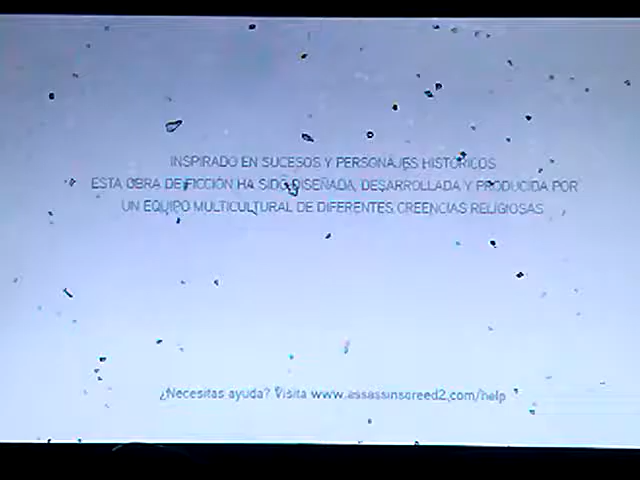 INSPIRADO EN SUCESOS Y PERSONAJES HISTÓRICOS
ESTA OBRA DE FICCIÓN HA SIDO DISEÑADA, DESARROLLADA Y PRODUCIDA POR
UN EQUIPO MULTICULTURAL DE DIFERENTES CREENCIAS RELIGIOSAS
¿Necesitas ayuda? Visita www.assassinscreed2.com/help